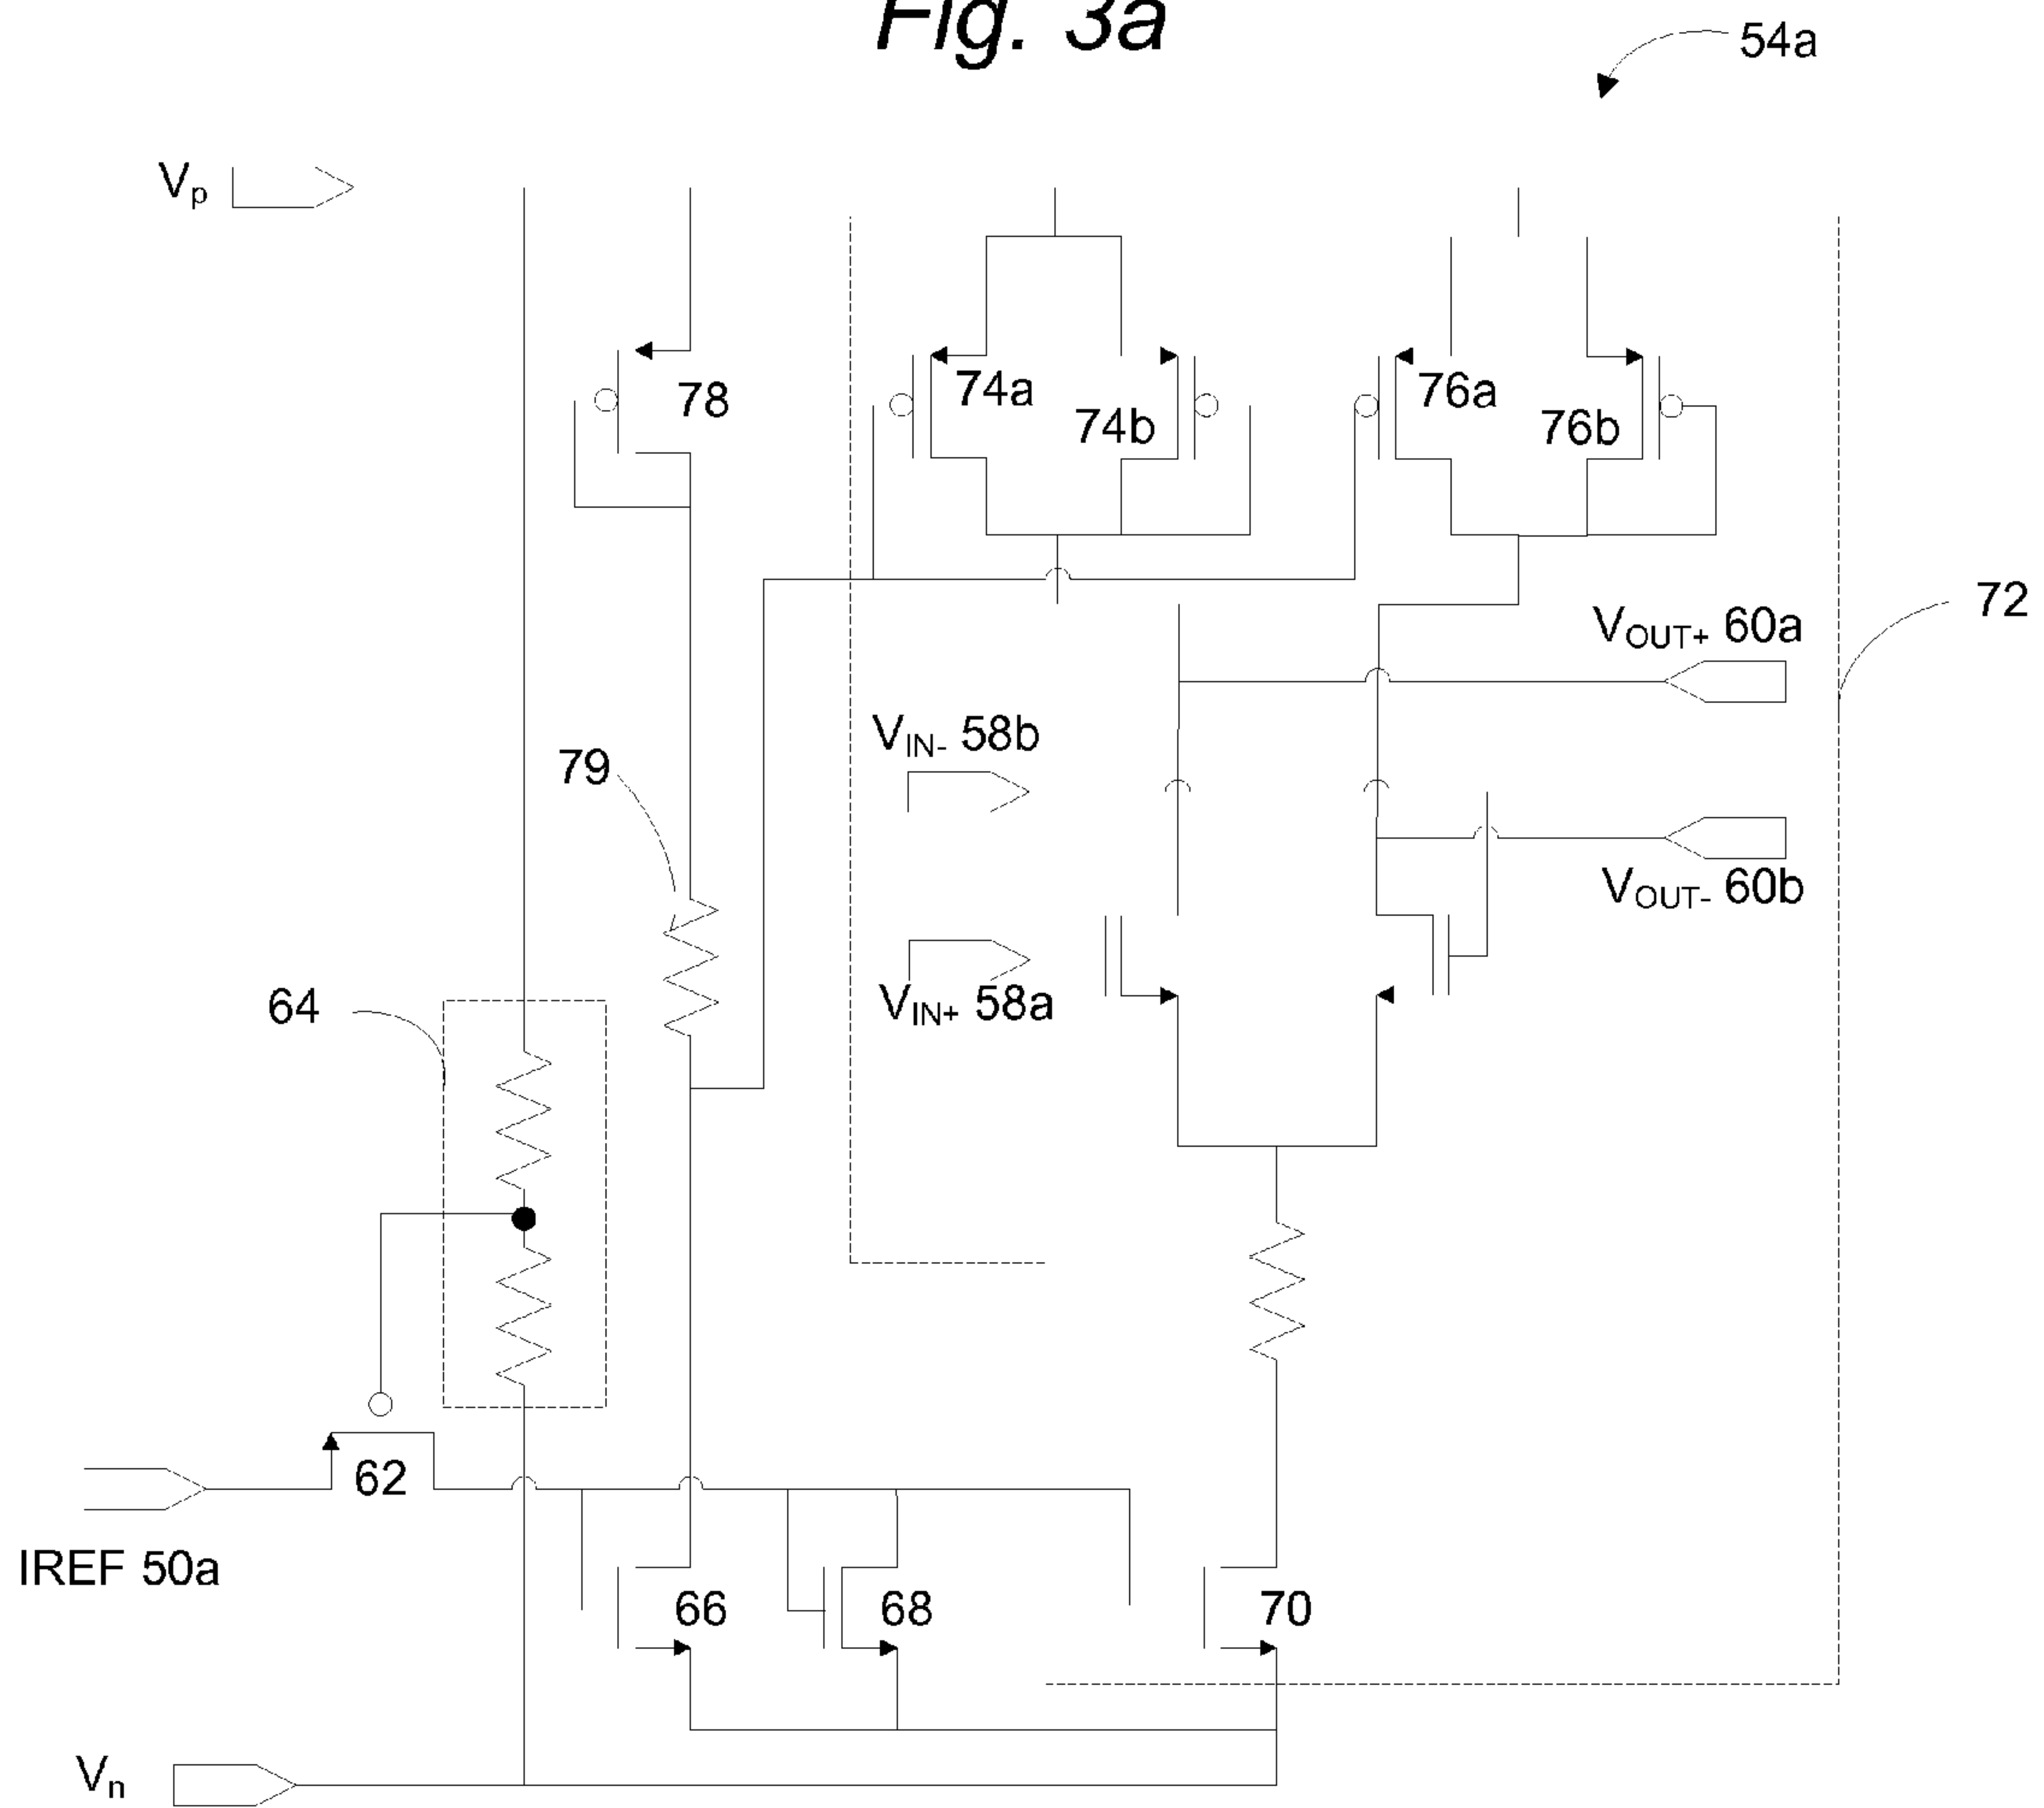 Fig. 3a
54a
Vp
78
74a
74b
76a
76b
72
VOUT+ 60a
VIN- 58b
79
VOUT- 60b
64
VIN+ 58a
62
IREF 50a
66
68
70
Vn